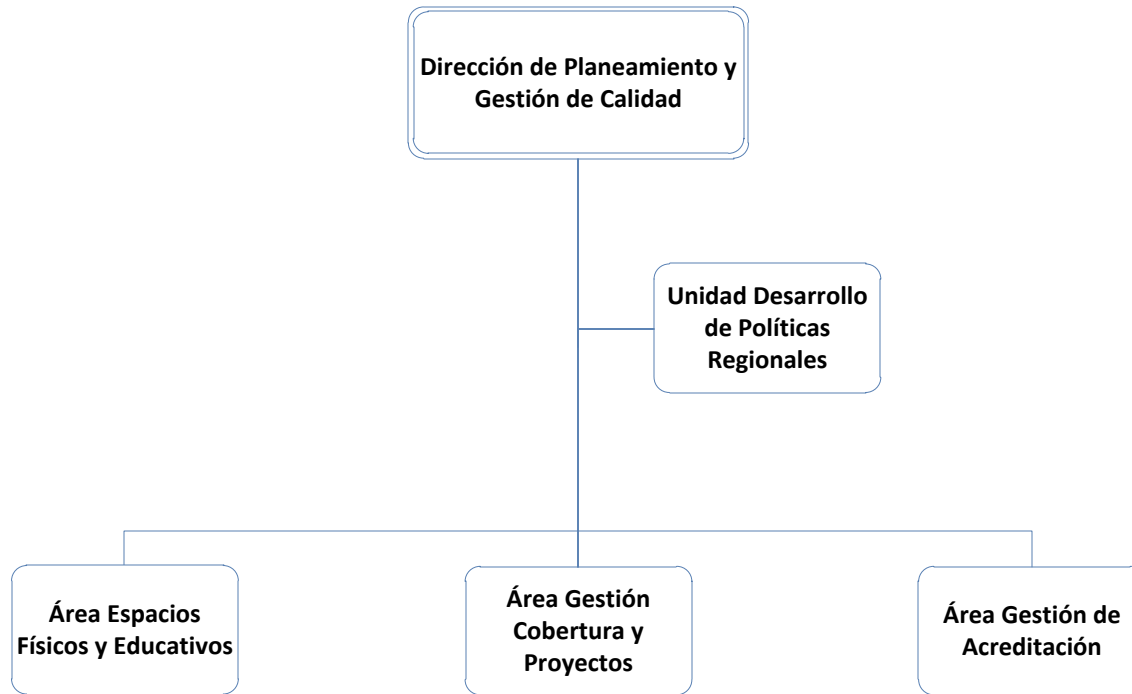 Dirección de Planeamiento y
Gestión de Calidad
Unidad Desarrollo
de Políticas
Regionales
Área Espacios
Físicos y Educativos
Área Gestión
Cobertura y
Proyectos
Área Gestión de
Acreditación